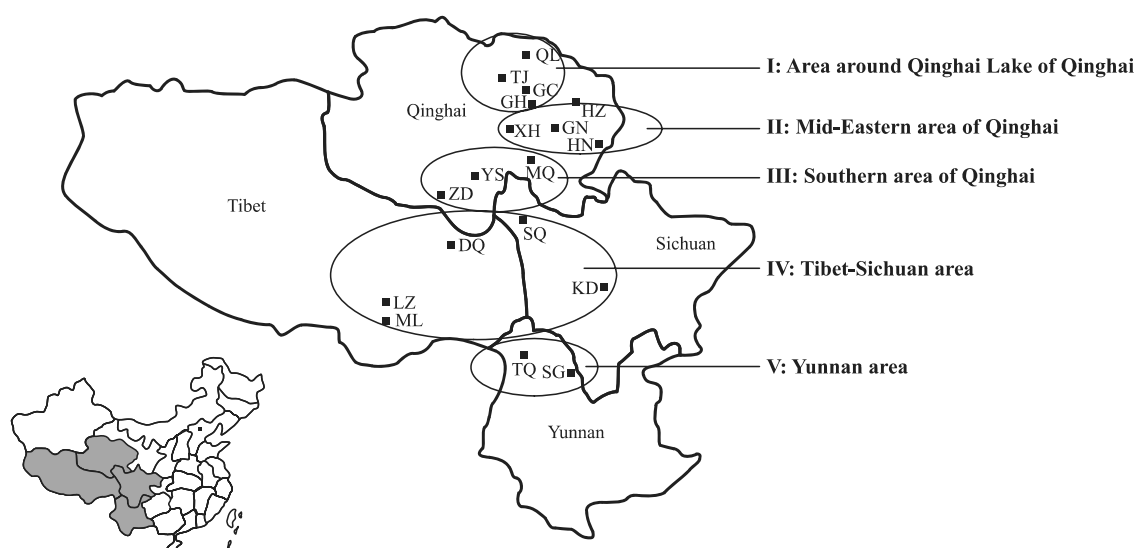 QL
I: Area around Qinghai Lake of Qinghai
TJ
GC
Qinghai
GH
HZ
XH
GN
II: Mid-Eastern area of Qinghai
HN
MQ
YS
III: Southern area of Qinghai
ZD
Tibet
SQ
DQ
Sichuan
IV: Tibet-Sichuan area
KD
LZ
ML
TQ
SG
V: Yunnan area
Yunnan